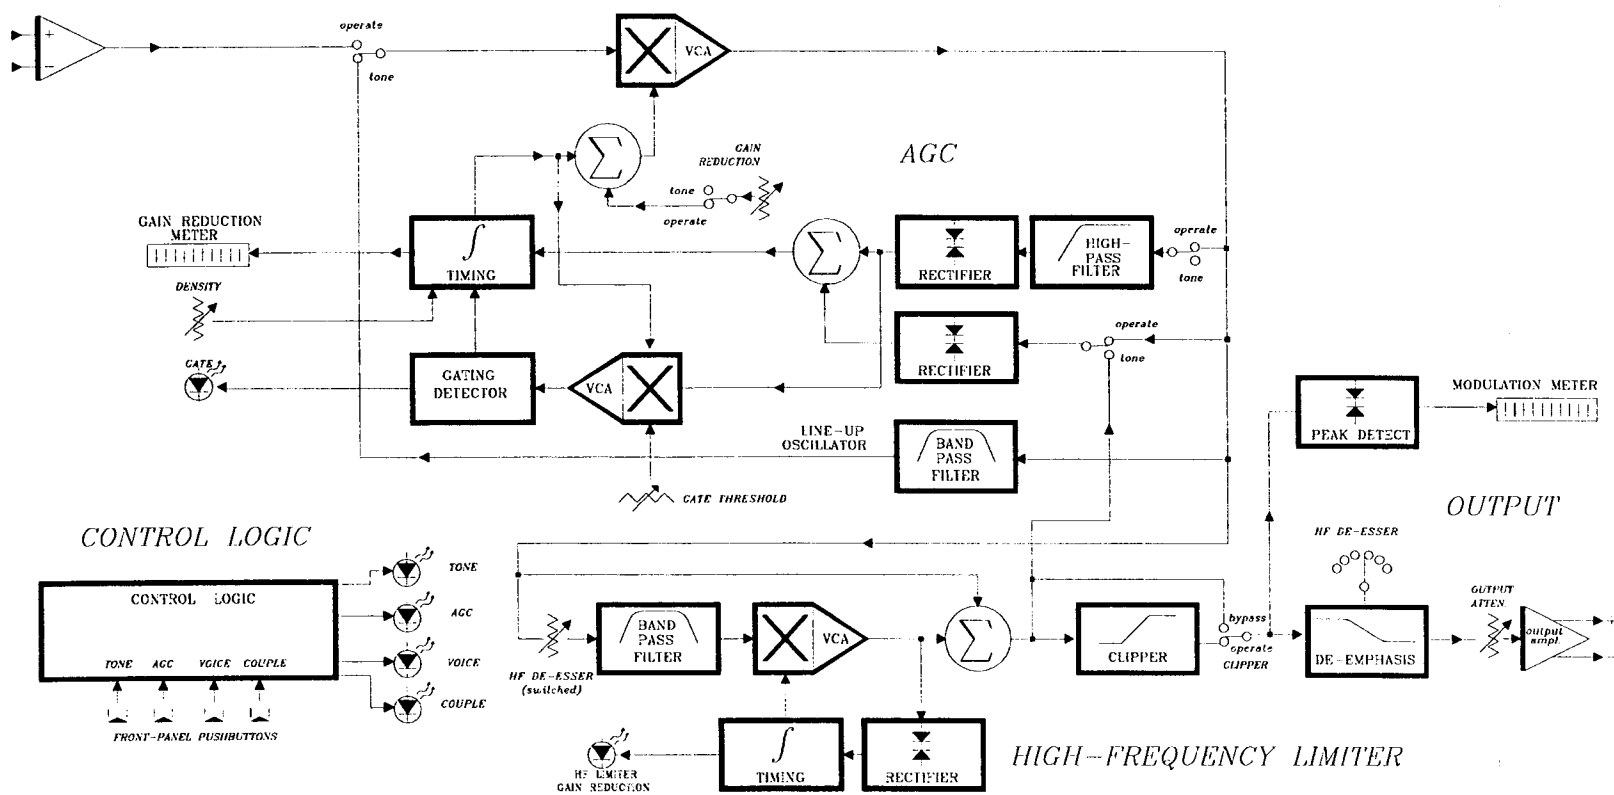 operate
+
VCA
−
tone
AGC
GAIN
REDUCTION
Σ
tone
operate
GAIN REDUCTION
METER
∫
TIMING
Σ
RECTIFIER
HIGH-
PASS
FILTER
operate
tone
DENSITY
RECTIFIER
operate
tone
GATE
GATING
DETECTOR
VCA
PEAK DETECT
MODULATION METER
LINE-UP
OSCILLATOR
BAND
PASS
FILTER
GATE THRESHOLD
OUTPUT
CONTROL LOGIC
HF DE-ESSER
CONTROL LOGIC
TONE
AGC
VOICE
COUPLE
TONE
AGC
VOICE
COUPLE
FRONT-PANEL PUSHBUTTONS
HF DE-ESSER
(switched)
BAND
PASS
FILTER
VCA
Σ
CLIPPER
bypass
operate
CLIPPER
DE-EMPHASIS
OUTPUT
ATTEN.
output
ampl.
∫
TIMING
RECTIFIER
HF LIMITER
GAIN REDUCTION
HIGH-FREQUENCY LIMITER